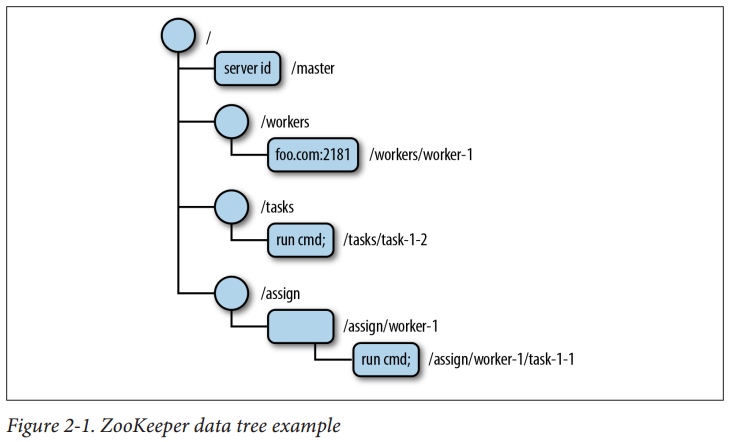 /
server id /master
/workers
foo.com:2181 /workers/worker-1
/tasks
run cmd; /tasks/task-1-2
/assign
/assign/worker-1
run cmd; /assign/worker-1/task-1-1
Figure 2-1. ZooKeeper data tree example